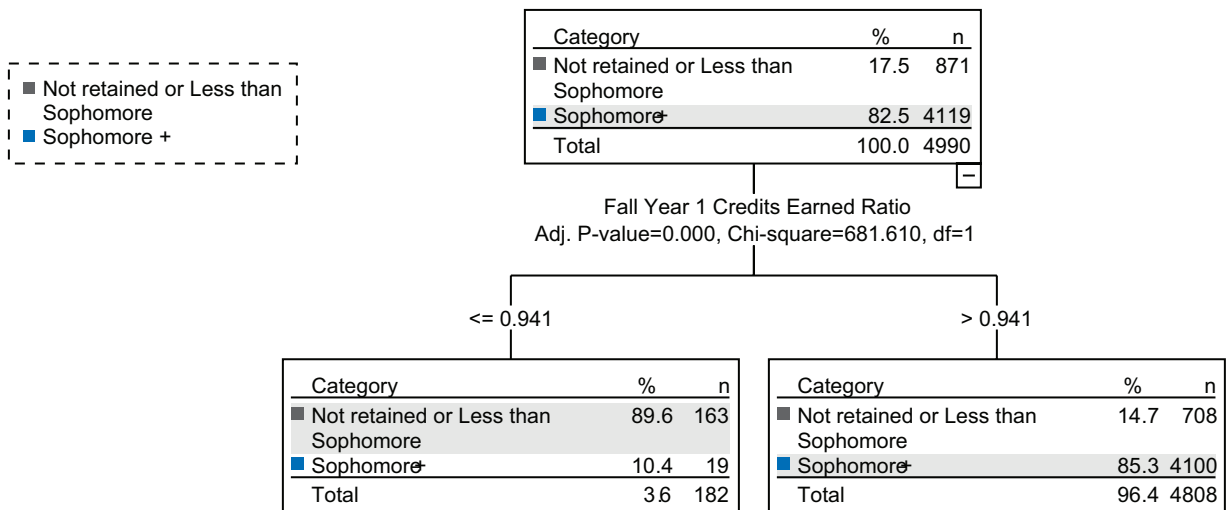 Not retained or Less than
Sophomore
Sophomore +
Category % n
Not retained or Less than 17.5 871
Sophomore
Sophomore+ 82.5 4119
Total 100.0 4990
Fall Year 1 Credits Earned Ratio
Adj. P-value=0.000, Chi-square=681.610, df=1
<= 0.941
> 0.941
Category % n
Not retained or Less than 89.6 163
Sophomore
Sophomore+ 10.4 19
Total 3.6 182
Category % n
Not retained or Less than 14.7 708
Sophomore
Sophomore+ 85.3 4100
Total 96.4 4808